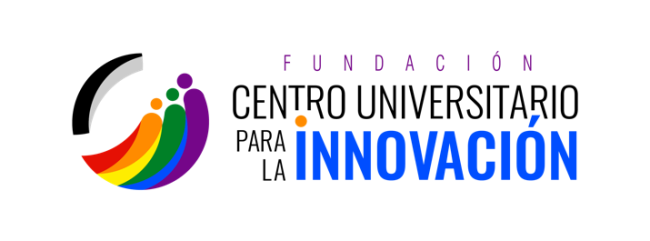 FUNDACIÓN
CENTRO UNIVERSITARIO
PARA LA INNOVACIÓN